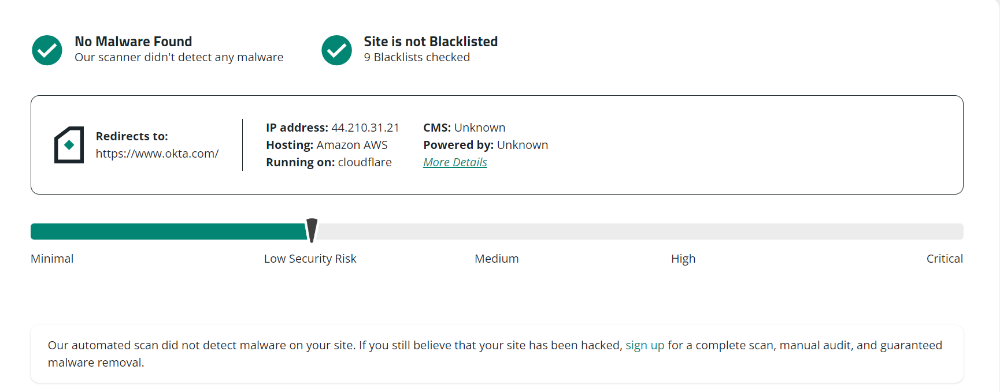 No Malware Found
Our scanner didn't detect any malware
Site is not Blacklisted
9 Blacklists checked
Redirects to:
https://www.okta.com/
IP address: 44.210.31.21
Hosting: Amazon AWS
Running on: cloudflare
CMS: Unknown
Powered by: Unknown
More Details
Minimal
Low Security Risk
Medium
High
Critical
Our automated scan did not detect malware on your site. If you still believe that your site has been hacked, sign up for a complete scan, manual audit, and guaranteed
malware removal.